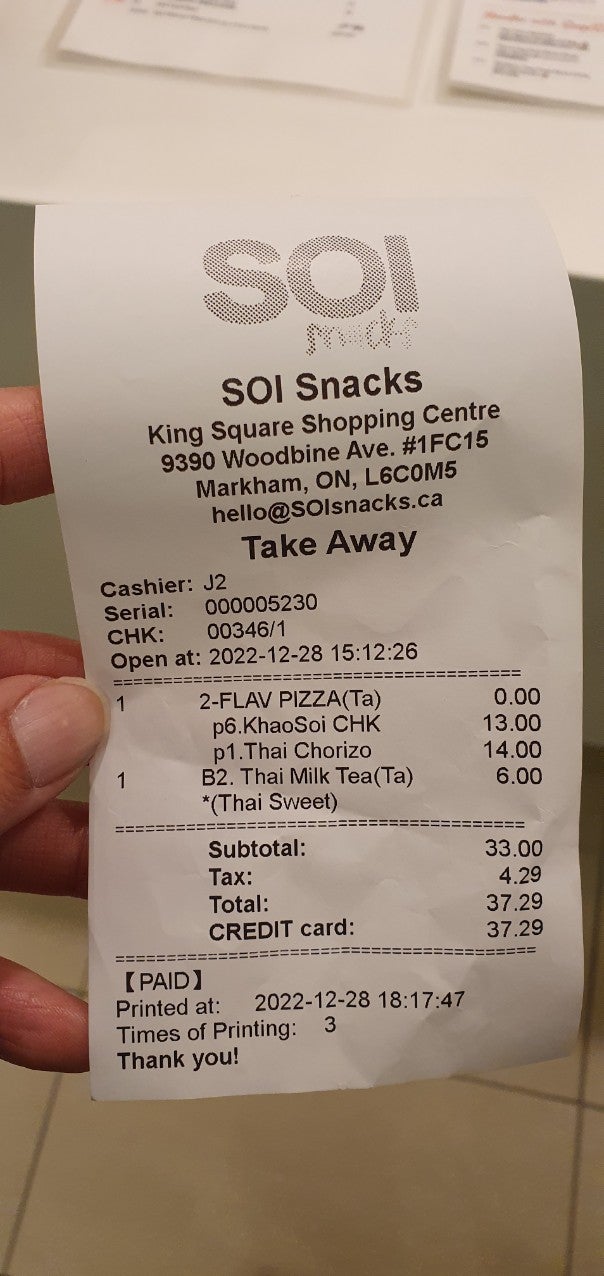 SOI
snacks
SOI Snacks
King Square Shopping Centre
9390 Woodbine Ave. #1FC15
Markham, ON, L6C0M5
hello@SOIsnacks.ca
Take Away
Cashier: J2
Serial: 000005230
CHK: 00346/1
Open at: 2022-12-28 15:12:26
===================================================
1 2-FLAV PIZZA(Ta) 0.00
p6.KhaoSoi CHK 13.00
p1.Thai Chorizo 14.00
1 B2. Thai Milk Tea(Ta) 6.00
*(Thai Sweet)
===================================================
Subtotal: 33.00
Tax: 4.29
Total: 37.29
CREDIT card: 37.29
===================================================
【PAID】
Printed at: 2022-12-28 18:17:47
Times of Printing: 3
Thank you!